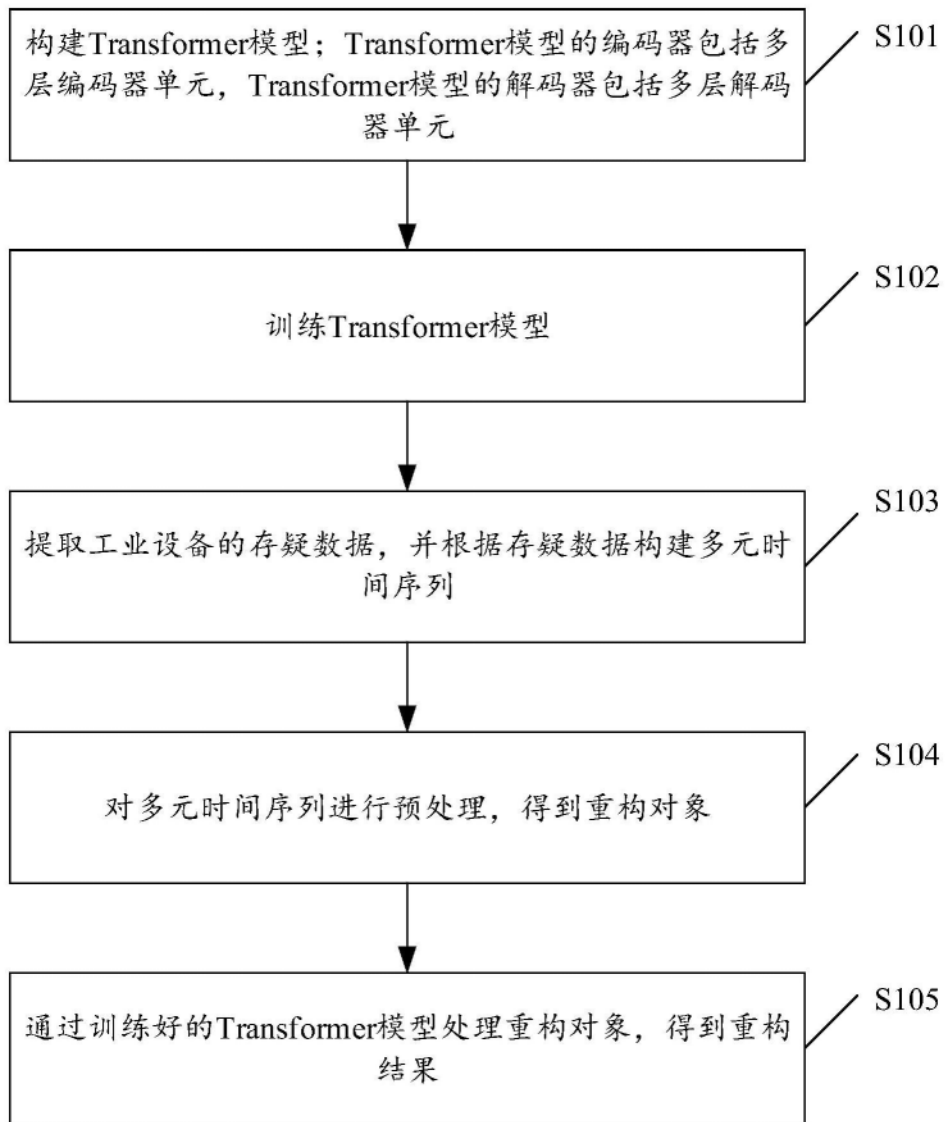 构建Transformer模型；Transformer模型的编码器包括多
层编码器单元，Transformer模型的解码器包括多层解码
器单元
S101
训练Transformer模型
S102
提取工业设备的存疑数据，并根据存疑数据构建多元时
间序列
S103
对多元时间序列进行预处理，得到重构对象
S104
通过训练好的Transformer模型处理重构对象，得到重构
结果
S105